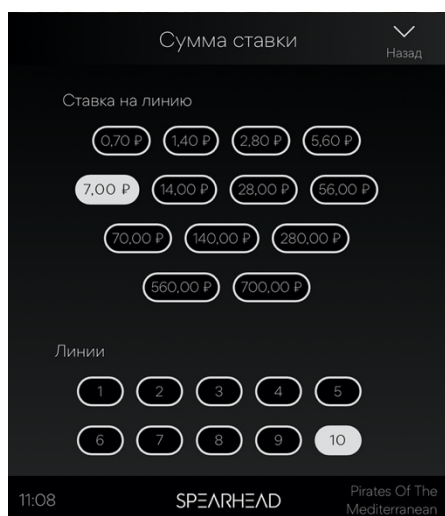 Сумма ставки
Назад
Ставка на линию
0,70 ₽ 1,40 ₽ 2,80 ₽ 5,60 ₽
7,00 ₽ 14,00 ₽ 28,00 ₽ 56,00 ₽
70,00 ₽ 140,00 ₽ 280,00 ₽
560,00 ₽ 700,00 ₽
Линии
1 2 3 4 5
6 7 8 9 10
11:08 SPEARHEAD Pirates Of The
Mediterranean